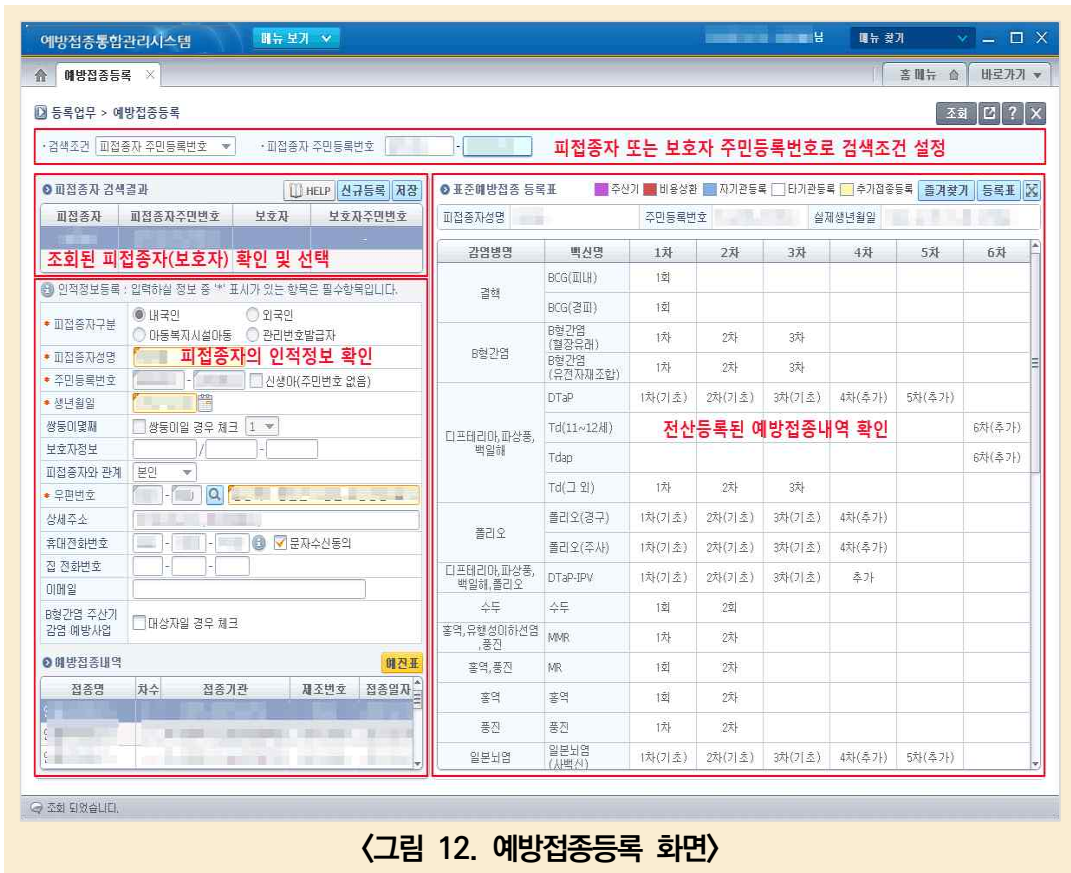 예방접종통합관리시스템 메뉴 보기 님 메뉴 찾기
예방접종등록 홈 메뉴 바로가기
등록업무 > 예방접종등록 조회
·검색조건 피접종자 주민등록번호 ·피접종자 주민등록번호 - 피접종자 또는 보호자 주민등록번호로 검색조건 설정
피접종자 검색결과 HELP 신규등록 저장
피접종자 피접종자주민번호 보호자 보호자주민번호
-
조회된 피접종자(보호자) 확인 및 선택
인적정보등록 : 입력하실 정보 중 '*' 표시가 있는 항목은 필수항목입니다.
피접종자구분 내국인 외국인
아동복지시설아동 관리번호발급자
피접종자성명 피접종자의 인적정보 확인
주민등록번호 - 신생아(주민번호 없음)
생년월일
쌍둥이몇째 쌍둥이일 경우 체크 1
보호자정보 / -
피접종자와 관계 본인
우편번호 -
상세주소
휴대전화번호 - - 문자수신동의
집 전화번호 - -
이메일
B형간염 주산기
감염 예방사업 대상자일 경우 체크
예방접종내역 예진표
접종명 차수 접종기관 제조번호 접종일자
표준예방접종 등록표 주산기 비용상환 자기관등록 타기관등록 추가접종등록 즐겨찾기 등록표
피접종자성명 주민등록번호 실제생년월일
감염병명 백신명 1차 2차 3차 4차 5차 6차
결핵 BCG(피내) 1회
BCG(경피) 1회
B형간염 B형간염
(혈장유래) 1차 2차 3차
B형간염
(유전자재조합) 1차 2차 3차
디프테리아,파상풍,
백일해 DTaP 1차(기초) 2차(기초) 3차(기초) 4차(추가) 5차(추가)
Td(11~12세) 전산등록된 예방접종내역 확인 6차(추가)
Tdap 6차(추가)
Td(그 외) 1차 2차 3차
폴리오 폴리오(경구) 1차(기초) 2차(기초) 3차(기초) 4차(추가)
폴리오(주사) 1차(기초) 2차(기초) 3차(기초) 4차(추가)
디프테리아,파상풍,
백일해,폴리오 DTaP-IPV 1차(기초) 2차(기초) 3차(기초) 추가
수두 수두 1회 2회
홍역,유행성이하선염
,풍진 MMR 1차 2차
홍역,풍진 MR 1회 2차
홍역 홍역 1회 2차
풍진 풍진 1차 2차
일본뇌염 일본뇌염
(사백신) 1차(기초) 2차(기초) 3차(기초) 4차(추가) 5차(추가)
조회 되었습니다.
<그림 12. 예방접종등록 화면>